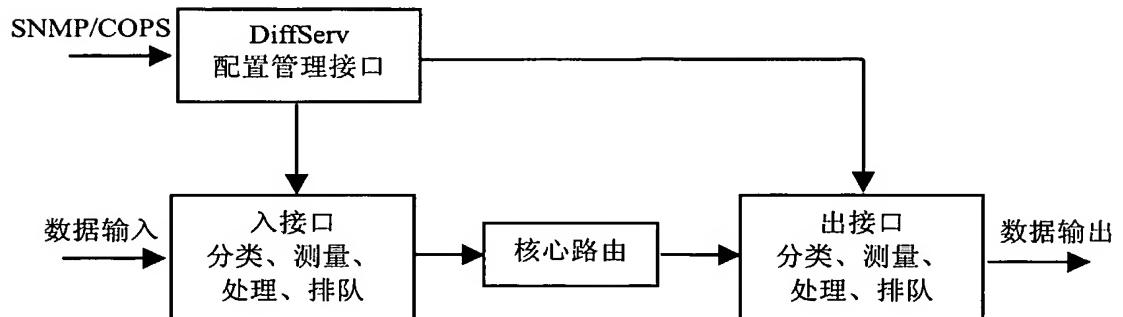 SNMP/COPS
DiffServ
配置管理接口
数据输入
入接口
分类、测量、
处理、排队
核心路由
出接口
分类、测量、
处理、排队
数据输出